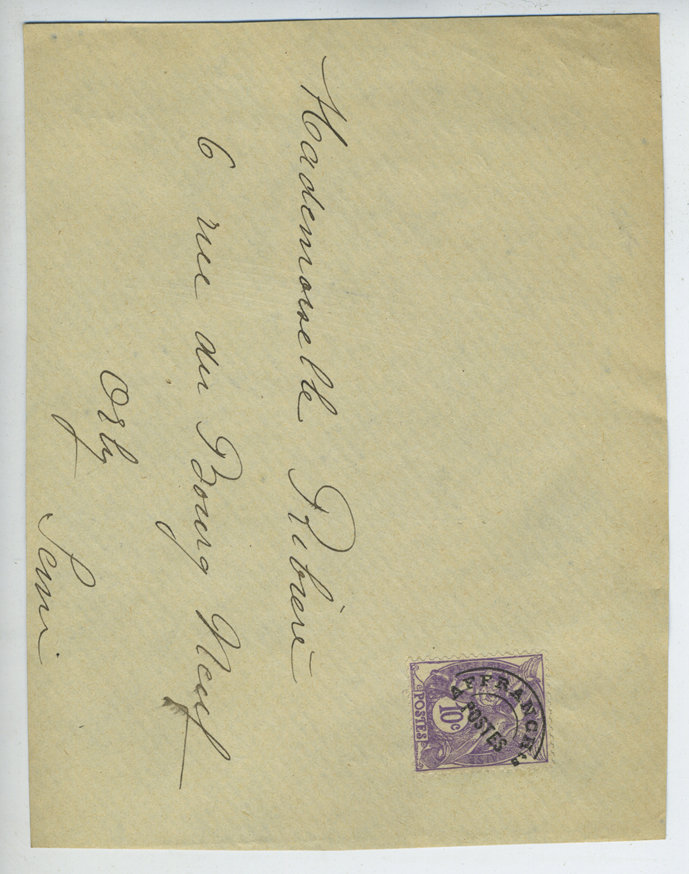 Mademoiselle Ribière
6 rue du Bourg Neuf
Orly
Seine
AFFRANCHts
POSTES
10c
POSTES